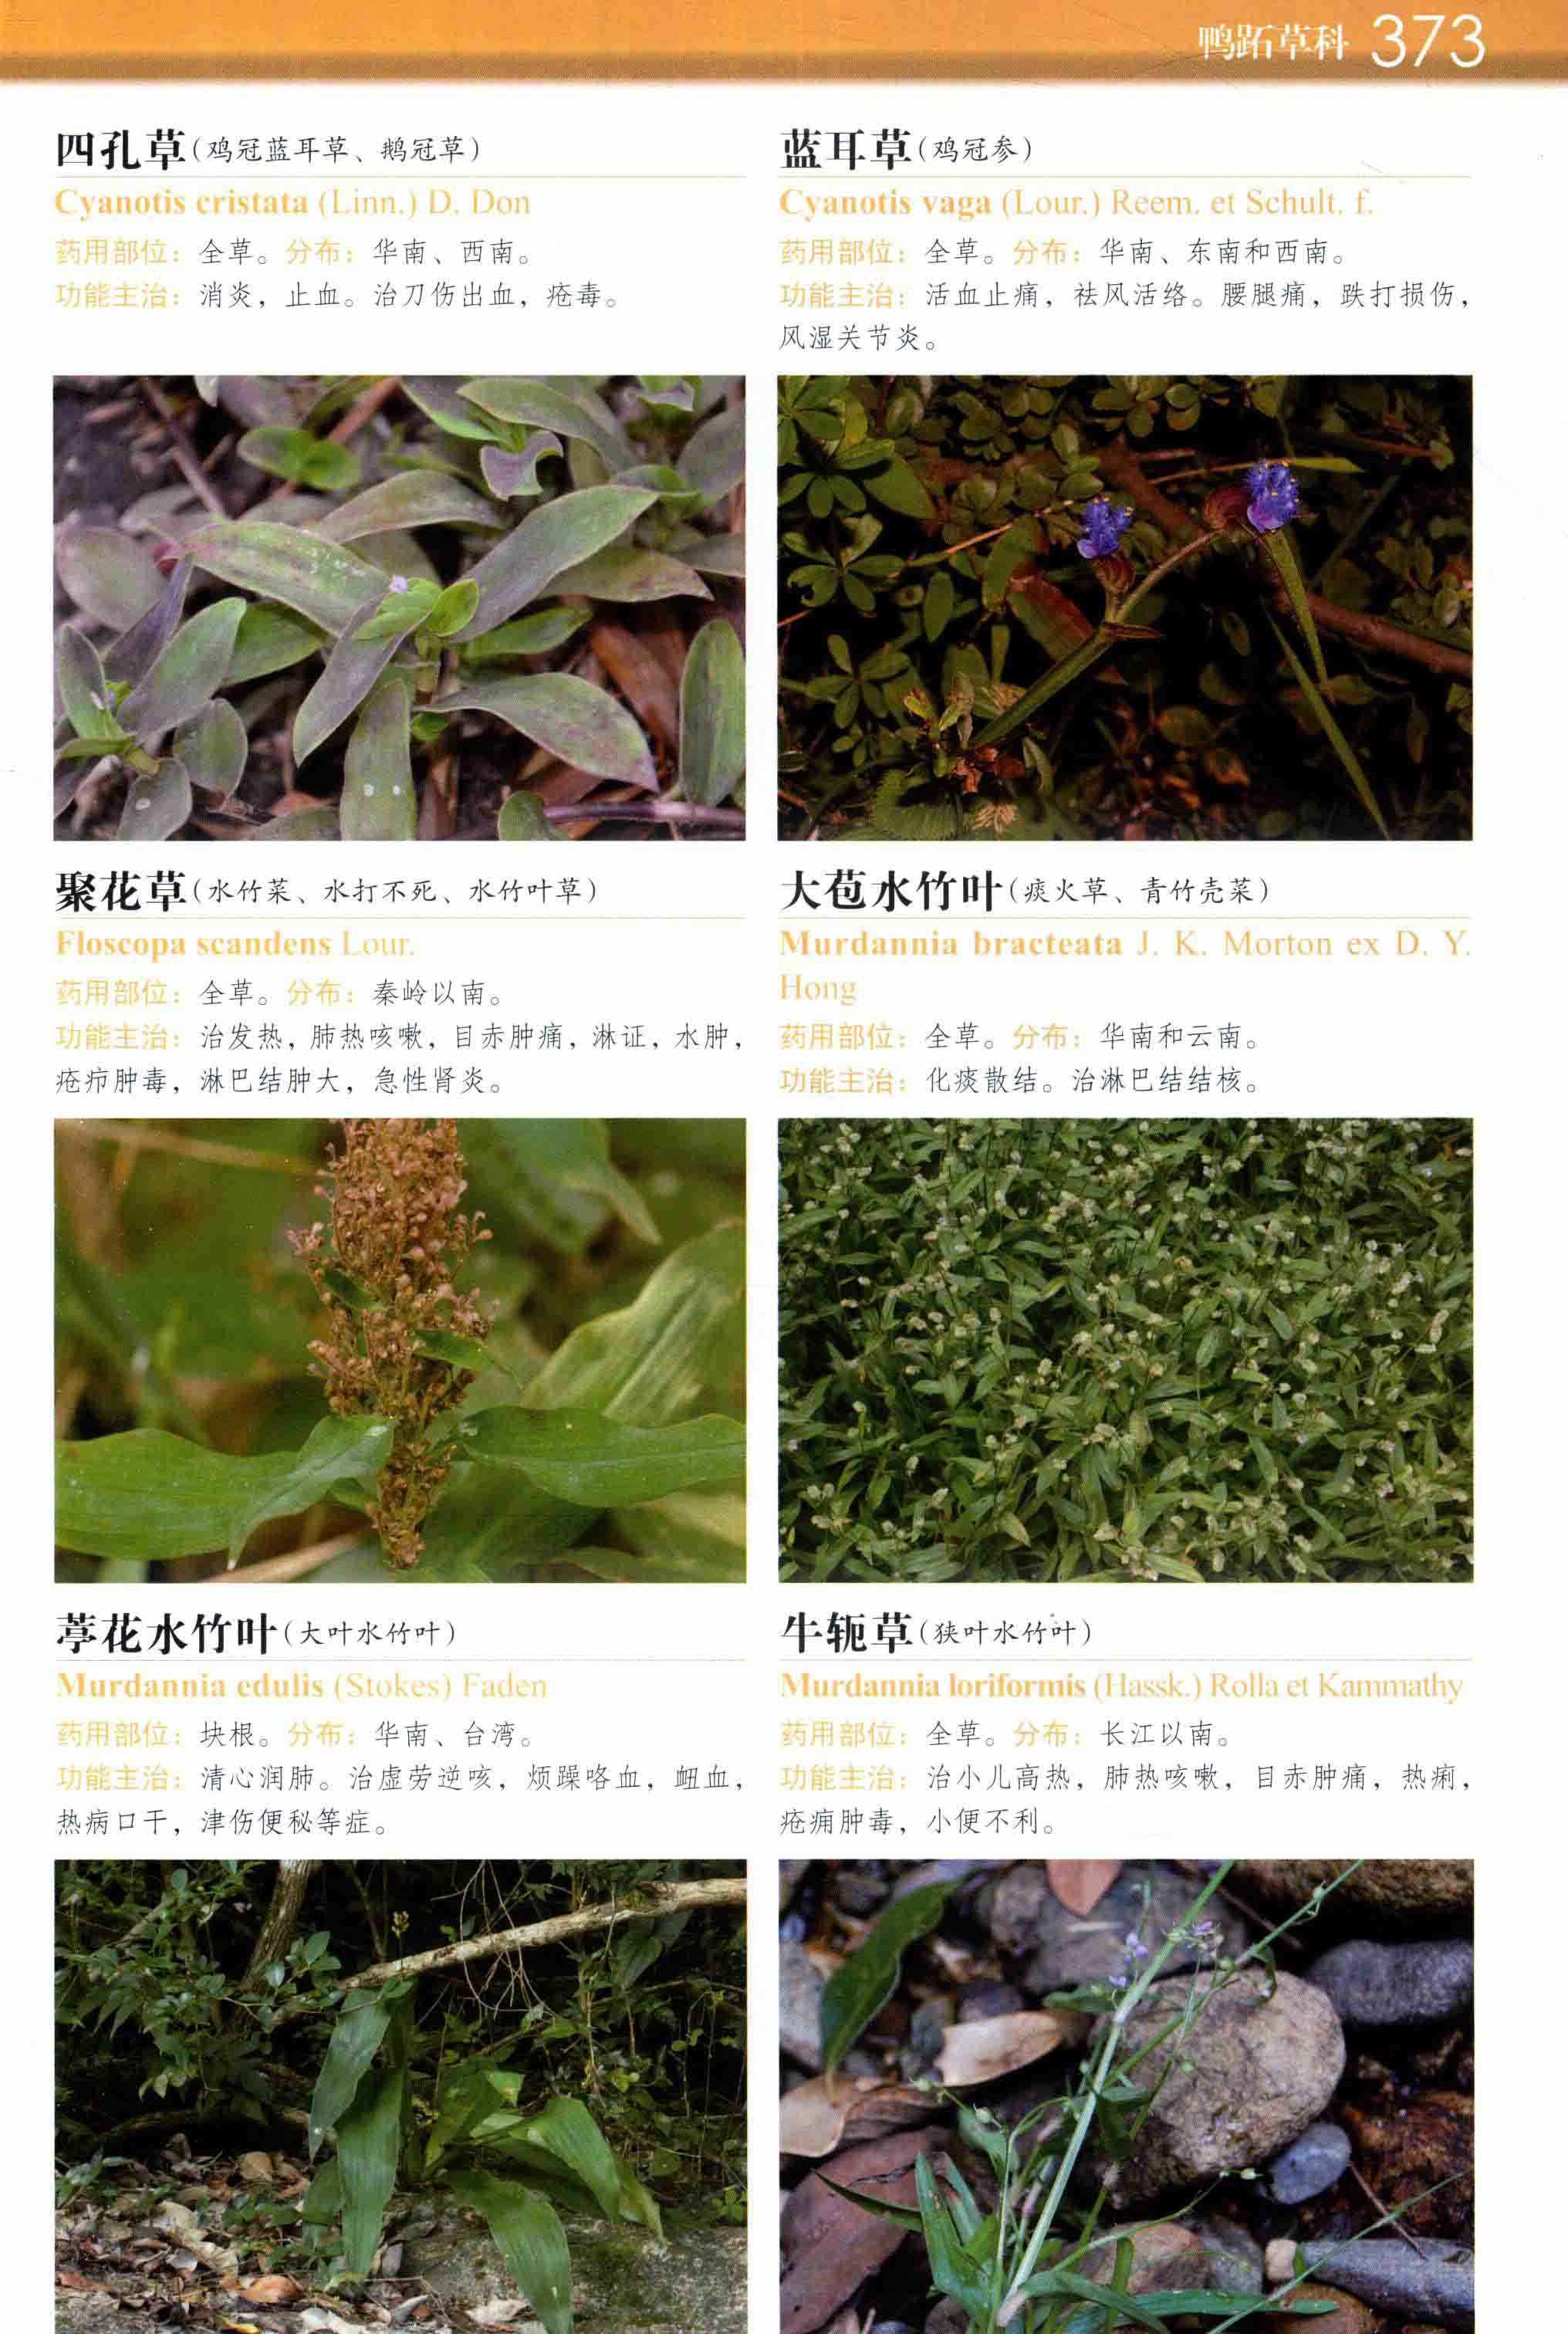 鸭跖草科 373
四孔草(鸡冠蓝耳草、鹅冠草)
Cyanotis cristata (Linn.) D. Don
药用部位：全草。分布：华南、西南。
功能主治：消炎，止血。治刀伤出血，疮毒。
蓝耳草(鸡冠参)
Cyanotis vaga (Lour.) Reem. et Schult. f.
药用部位：全草。分布：华南、东南和西南。
功能主治：活血止痛，祛风活络。腰腿痛，跌打损伤，
风湿关节炎。
聚花草(水竹菜、水打不死、水竹叶草)
Floscopa scandens Lour.
药用部位：全草。分布：秦岭以南。
功能主治：治发热，肺热咳嗽，目赤肿痛，淋证，水肿，
疮疖肿毒，淋巴结肿大，急性肾炎。
大苞水竹叶(痰火草、青竹壳菜)
Murdannia bracteata J. K. Morton ex D. Y.
Hong
药用部位：全草。分布：华南和云南。
功能主治：化痰散结。治淋巴结结核。
葶花水竹叶(大叶水竹叶)
Murdannia edulis (Stokes) Faden
药用部位：块根。分布：华南、台湾。
功能主治：清心润肺。治虚劳逆咳，烦躁咯血，衄血，
热病口干，津伤便秘等症。
牛轭草(狭叶水竹叶)
Murdannia loriformis (Hassk.) Rolla et Kammathy
药用部位：全草。分布：长江以南。
功能主治：治小儿高热，肺热咳嗽，目赤肿痛，热痢，
疮痈肿毒，小便不利。